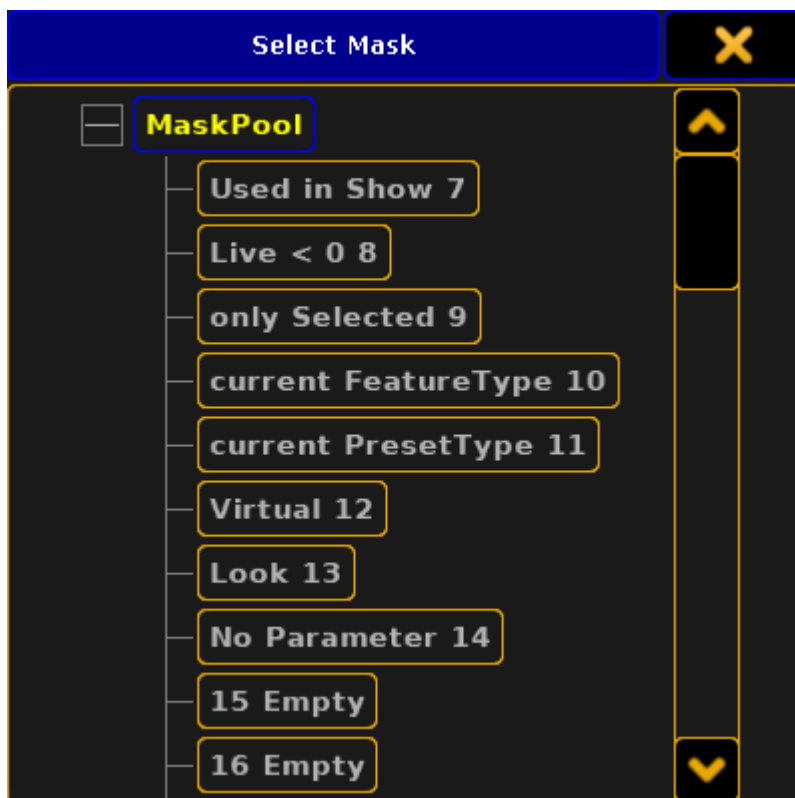 Select Mask
MaskPool
Used in Show 7
Live < 0 8
only Selected 9
current FeatureType 10
current PresetType 11
Virtual 12
Look 13
No Parameter 14
15 Empty
16 Empty